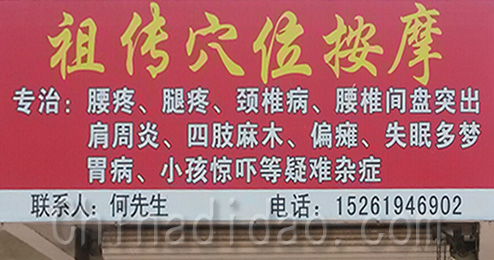 祖传穴位按摩
专治：腰疼、腿疼、颈椎病、腰椎间盘突出
肩周炎、四肢麻木、偏瘫、失眠多梦
胃病、小孩惊吓等疑难杂症
联系人：何先生 电话：15261946902
chinadidao.com